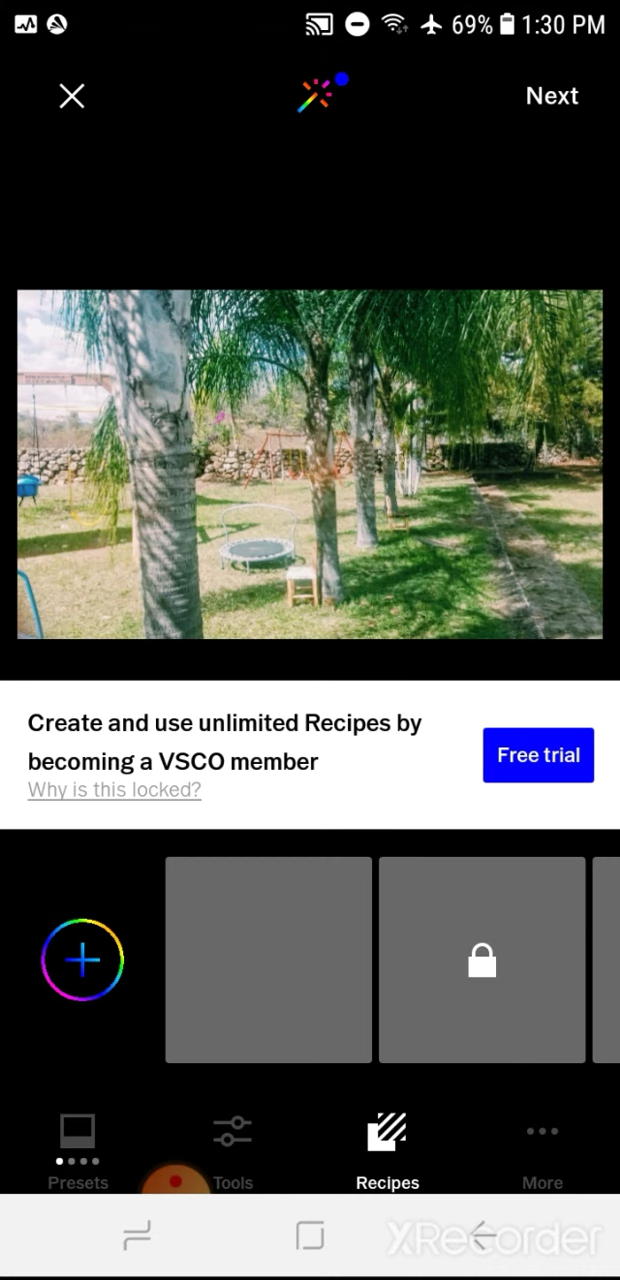 69% 1:30 PM
Next
Create and use unlimited Recipes by
becoming a VSCO member
Why is this locked?
Free trial
Presets
Tools
Recipes
More
XRecorder